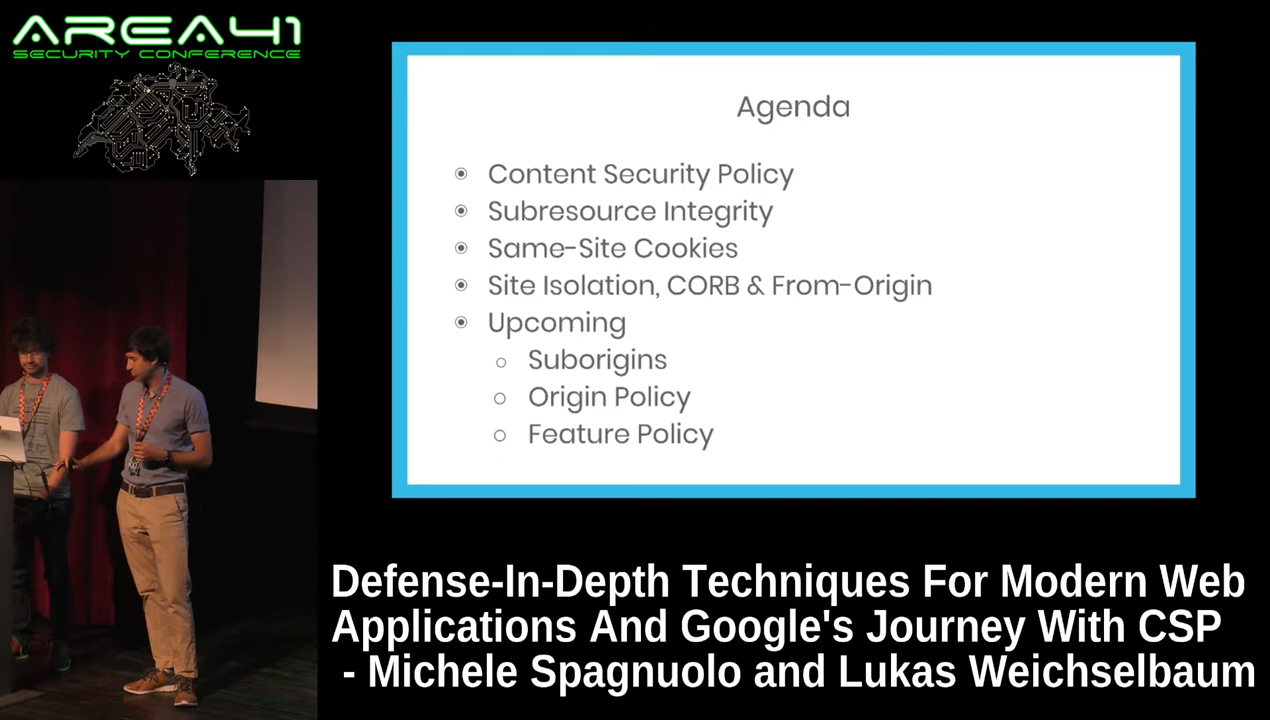 AREA41
SECURITY CONFERENCE
Agenda
Content Security Policy
Subresource Integrity
Same-Site Cookies
Site Isolation, CORB & From-Origin
Upcoming
Suborigins
Origin Policy
Feature Policy
Defense-In-Depth Techniques For Modern Web
Applications And Google's Journey With CSP
- Michele Spagnuolo and Lukas Weichselbaum